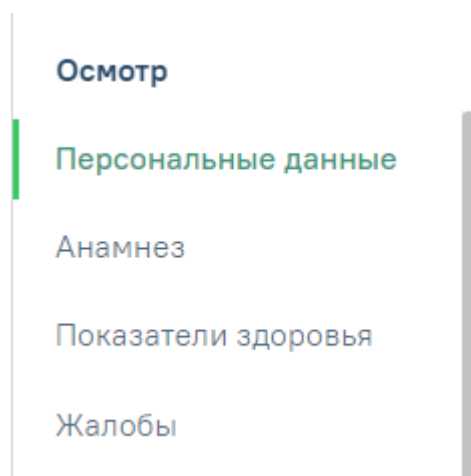 Осмотр
Персональные данные
Анамнез
Показатели здоровья
Жалобы